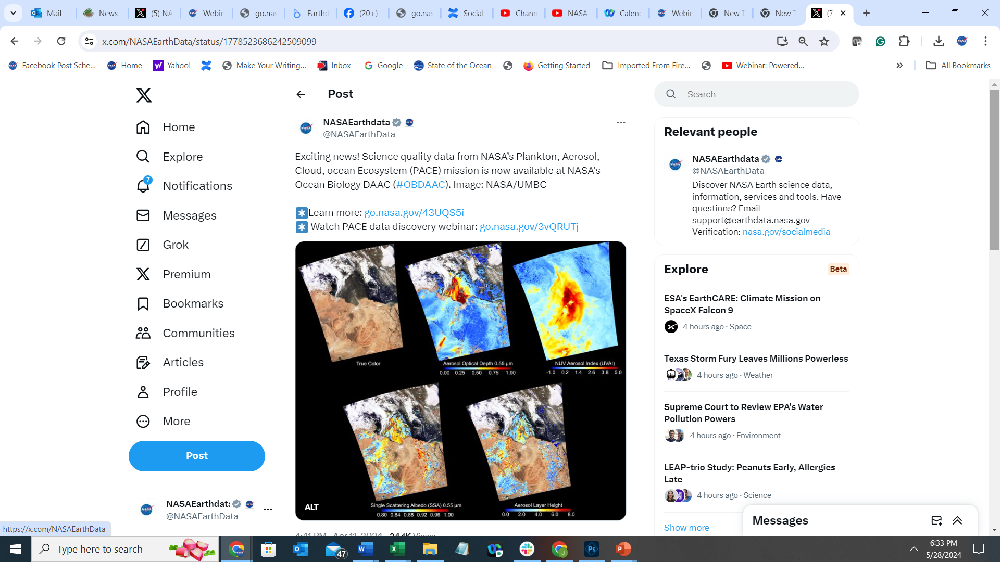 Mail -
News
(5) NA
Webin
go.nas
Earthd
(20+)
go.nas
Social
Chann
NASA
Calenc
Webin
New T
New T
(7
x.com/NASAEarthData/status/1778523686242509099
Facebook Post Sche...
Home
Yahoo!
Make Your Writing...
Inbox
Google
State of the Ocean
Getting Started
Imported From Fire...
Webinar: Powered...
All Bookmarks
Home
Explore
7
Notifications
Messages
Grok
Premium
Bookmarks
Communities
Articles
Profile
More
Post
NASAEarthdata
@NASAEarthData
https://x.com/NASAEarthData
Post
NASAEarthdata
@NASAEarthData
Exciting news! Science quality data from NASA’s Plankton, Aerosol,
Cloud, ocean Ecosystem (PACE) mission is now available at NASA's
Ocean Biology DAAC (#OBDAAC). Image: NASA/UMBC
Learn more: go.nasa.gov/43UQS5i
Watch PACE data discovery webinar: go.nasa.gov/3vQRUTj
True Color
Aerosol Optical Depth 0.55 µm
0.00 0.25 0.50 0.75 1.00
NUV Aerosol Index (UVAI)
-1.0 0.2 1.4 2.6 3.8 5.0
Single Scattering Albedo (SSA) 0.55 µm
0.80 0.84 0.88 0.92 0.96 1.00
Aerosol Layer Height
0.0 2.0 4.0 6.0 8.0
ALT
4:41 PM · Apr 11, 2024 · 24.1K Views
Search
Relevant people
NASAEarthdata
@NASAEarthData
Discover NASA Earth science data,
information, services and tools. Have
questions? Email-
support@earthdata.nasa.gov
Verification: nasa.gov/socialmedia
Explore
Beta
ESA's EarthCARE: Climate Mission on
SpaceX Falcon 9
4 hours ago · Space
Texas Storm Fury Leaves Millions Powerless
4 hours ago · Weather
Supreme Court to Review EPA's Water
Pollution Powers
4 hours ago · Environment
LEAP-trio Study: Peanuts Early, Allergies
Late
4 hours ago · Science
Show more
Messages
Type here to search
47
6:33 PM
5/28/2024